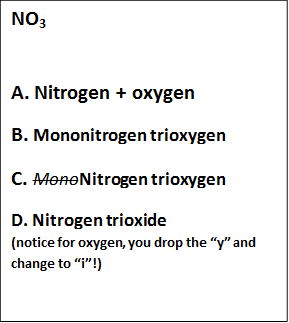 NO₃
A. Nitrogen + oxygen
B. Mononitrogen trioxygen
C. MonoNitrogen trioxygen
D. Nitrogen trioxide
(notice for oxygen, you drop the “y” and
change to “i”!)